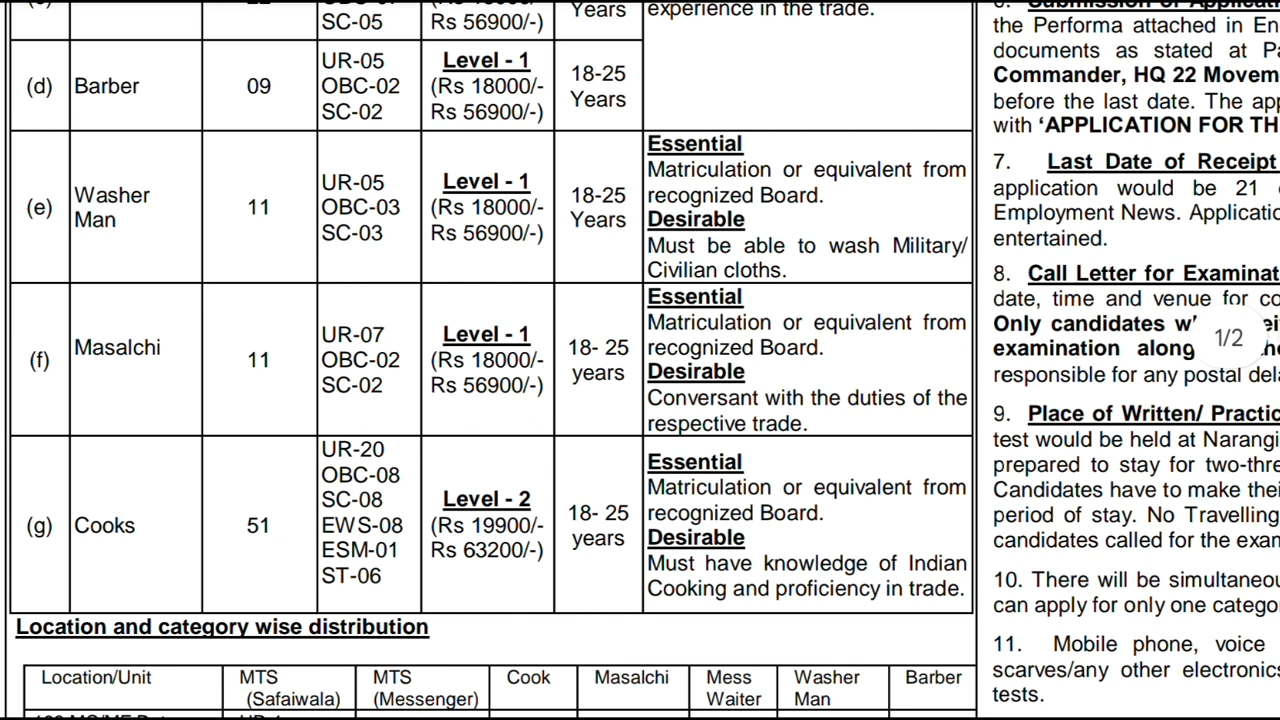 SC-05
Rs 56900/-)
Years
experience in the trade.
(d)
Barber
09
UR-05
OBC-02
SC-02
Level - 1
(Rs 18000/-
Rs 56900/-)
18-25
Years
(e)
Washer
Man
11
UR-05
OBC-03
SC-03
Level - 1
(Rs 18000/-
Rs 56900/-)
18-25
Years
Essential
Matriculation or equivalent from
recognized Board.
Desirable
Must be able to wash Military/
Civilian cloths.
(f)
Masalchi
11
UR-07
OBC-02
SC-02
Level - 1
(Rs 18000/-
Rs 56900/-)
18- 25
years
Essential
Matriculation or equivalent from
recognized Board.
Desirable
Conversant with the duties of the
respective trade.
(g)
Cooks
51
UR-20
OBC-08
SC-08
EWS-08
ESM-01
ST-06
Level - 2
(Rs 19900/-
Rs 63200/-)
18- 25
years
Essential
Matriculation or equivalent from
recognized Board.
Desirable
Must have knowledge of Indian
Cooking and proficiency in trade.
Location and category wise distribution
Location/Unit
MTS
(Safaiwala)
MTS
(Messenger)
Cook
Masalchi
Mess
Waiter
Washer
Man
Barber
the Performa attached in En
documents as stated at Pa
Commander, HQ 22 Movem
before the last date. The app
with ‘APPLICATION FOR TH
7. Last Date of Receipt
application would be 21
Employment News. Applicatio
entertained.
8. Call Letter for Examinat
date, time and venue for co
Only candidates
examination along
responsible for any postal dela
1/2
9. Place of Written/ Practic
test would be held at Narangi
prepared to stay for two-thre
Candidates have to make thei
period of stay. No Travelling
candidates called for the exam
10. There will be simultaneou
can apply for only one catego
11. Mobile phone, voice
scarves/any other electronics
tests.